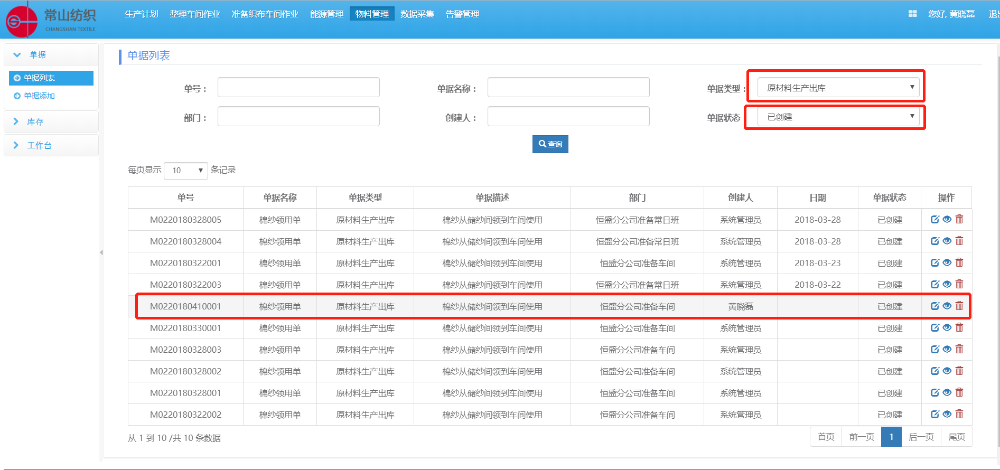 常山纺织
CHANGSHAN TEXTILE
生产计划 整理车间作业 准备织布车间作业 能源管理 物料管理 数据采集 告警管理
您好, 黄晓磊 退出
单据
单据列表
单据添加
库存
工作台
单据列表
单号： 单据名称： 单据类型： 原材料生产出库
部门： 创建人： 单据状态 已创建
查询
每页显示 10 条记录
单号 单据名称 单据类型 单据描述 部门 创建人 日期 单据状态 操作
M0220180328005 棉纱领用单 原材料生产出库 棉纱从储纱间领到车间使用 恒盛分公司准备常日班 系统管理员 2018-03-28 已创建
M0220180328004 棉纱领用单 原材料生产出库 棉纱从储纱间领到车间使用 恒盛分公司准备常日班 系统管理员 2018-03-28 已创建
M0220180322001 棉纱领用单 原材料生产出库 棉纱从储纱间领到车间使用 恒盛分公司准备车间 系统管理员 2018-03-23 已创建
M0220180322003 棉纱领用单 原材料生产出库 棉纱从储纱间领到车间使用 恒盛分公司准备常日班 系统管理员 2018-03-22 已创建
M0220180410001 棉纱领用单 原材料生产出库 棉纱从储纱间领到车间使用 恒盛分公司准备车间 黄晓磊 已创建
M0220180330001 棉纱领用单 原材料生产出库 棉纱从储纱间领到车间使用 恒盛分公司准备车间 系统管理员 已创建
M0220180328003 棉纱领用单 原材料生产出库 棉纱从储纱间领到车间使用 恒盛分公司准备车间 系统管理员 已创建
M0220180328002 棉纱领用单 原材料生产出库 棉纱从储纱间领到车间使用 恒盛分公司准备车间 系统管理员 已创建
M0220180328001 棉纱领用单 原材料生产出库 棉纱从储纱间领到车间使用 恒盛分公司准备车间 系统管理员 已创建
M0220180322002 棉纱领用单 原材料生产出库 棉纱从储纱间领到车间使用 恒盛分公司准备车间 系统管理员 已创建
从 1 到 10 /共 10 条数据
首页 前一页 1 后一页 尾页